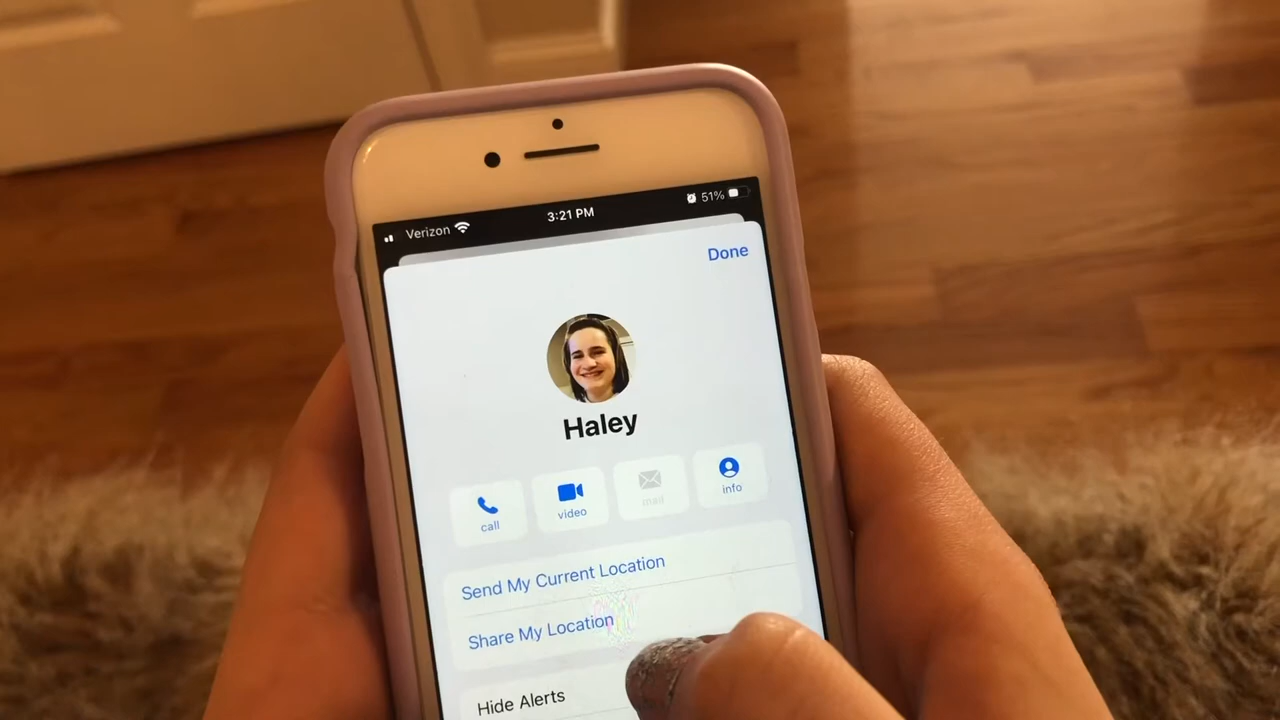 Verizon 3:21 PM 51%
Done
Haley
call video mail info
Send My Current Location
Share My Location
Hide Alerts